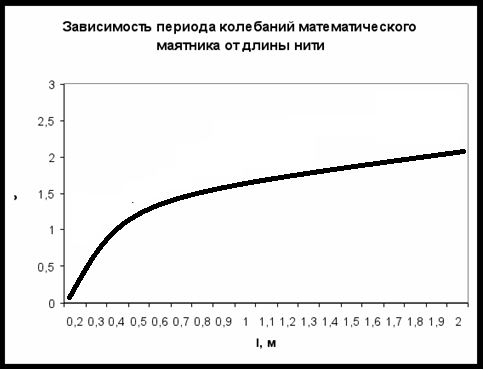 Зависимость периода колебаний математического
маятника от длины нити
3
2,5
2
1,5
1
0,5
0
0,2 0,3 0,4 0,5 0,6 0,7 0,8 0,9 1 1,1 1,2 1,3 1,4 1,5 1,6 1,7 1,8 1,9 2
l, м